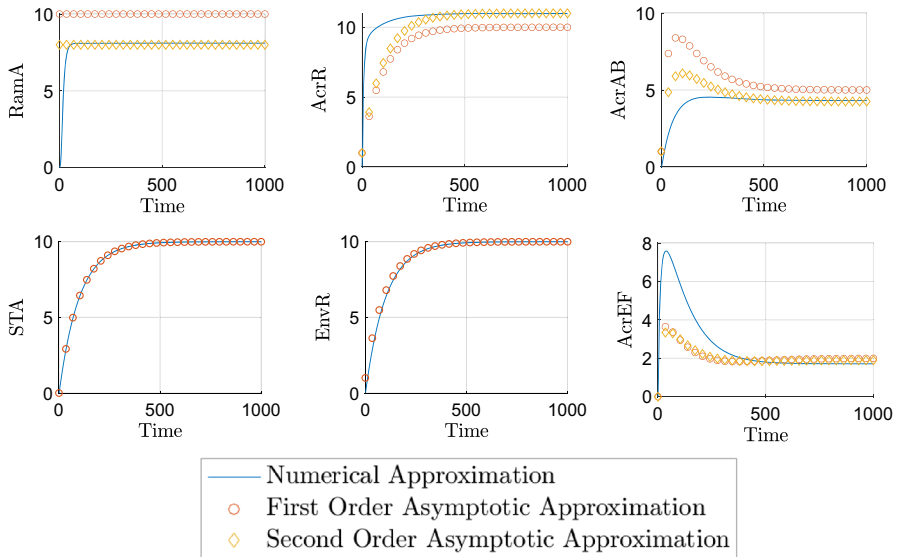 10
5
0
0
500
1000
RamA
Time
10
5
0
0
500
1000
AcrR
Time
10
5
0
0
500
1000
AcrAB
Time
10
5
0
0
500
1000
STA
Time
10
5
0
0
500
1000
EnvR
Time
8
6
4
2
0
0
500
1000
AcrEF
Time
Numerical Approximation
First Order Asymptotic Approximation
Second Order Asymptotic Approximation